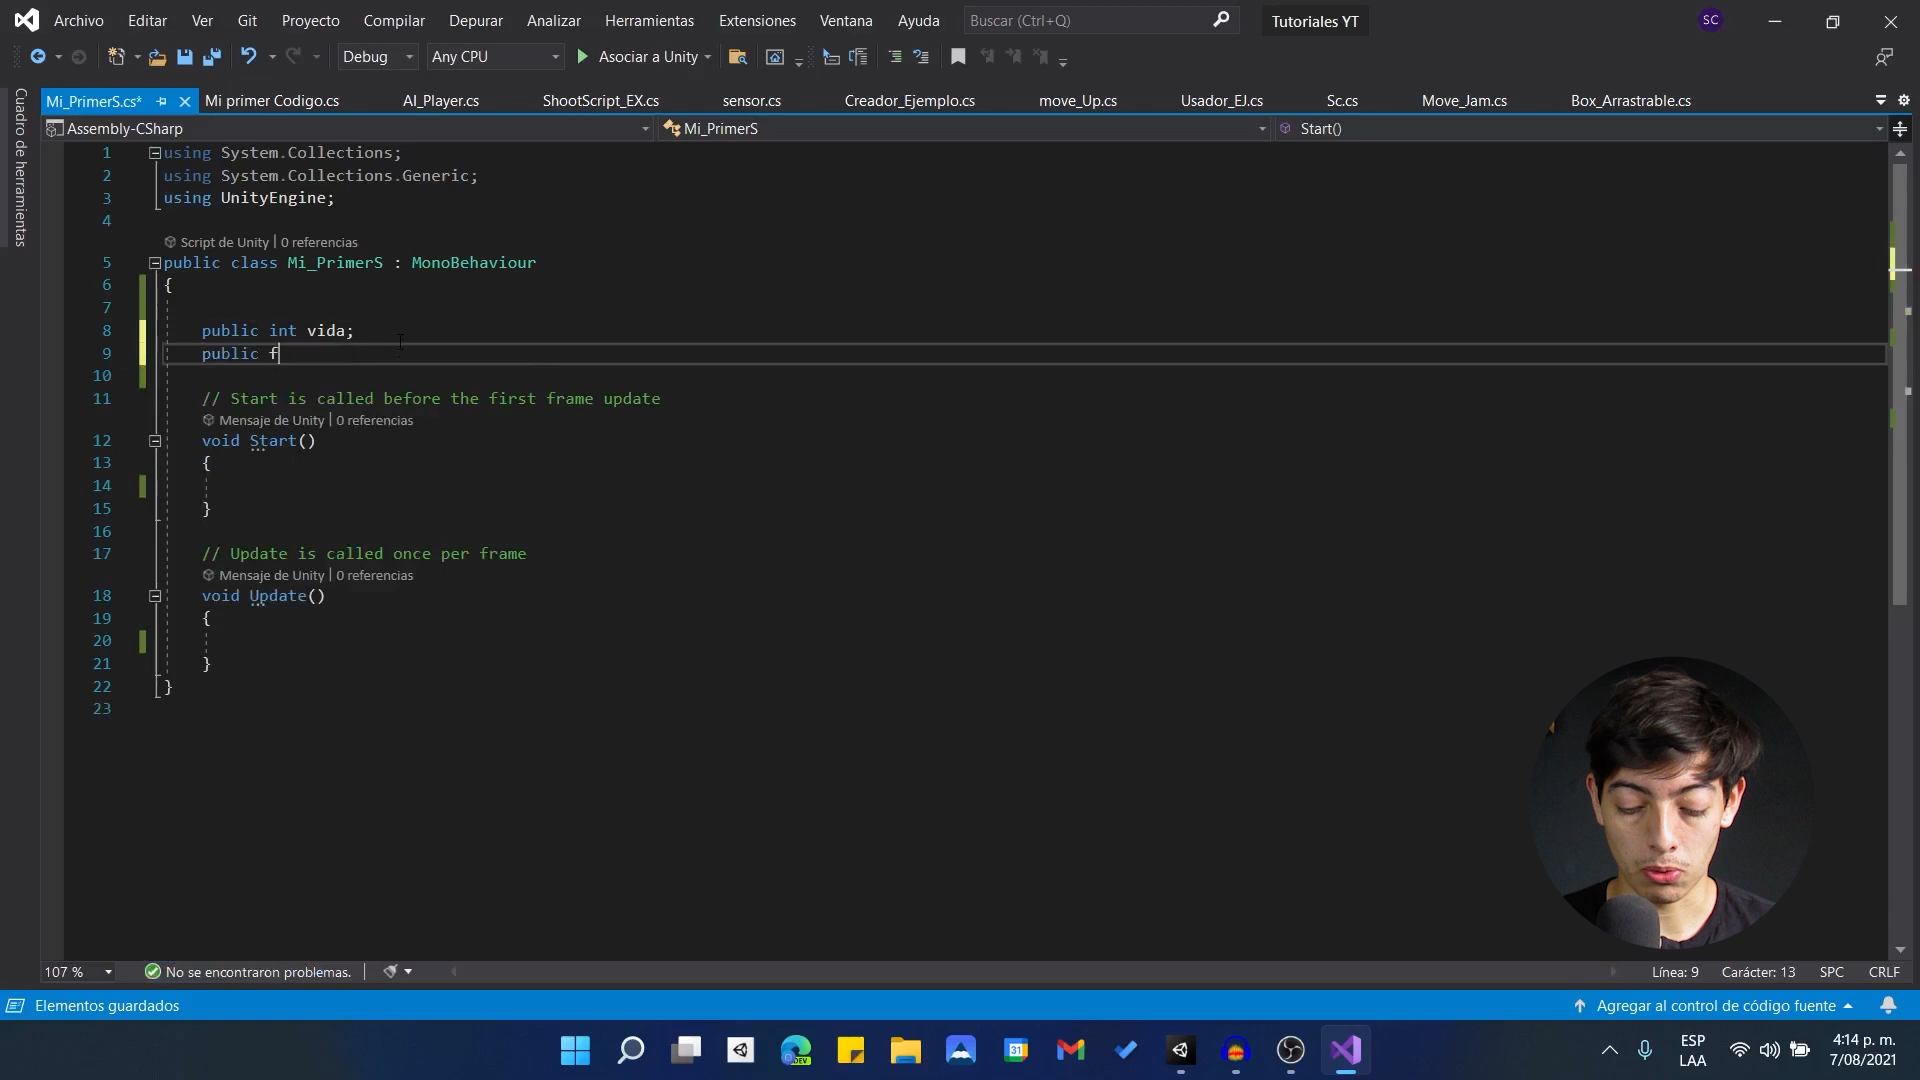 Archivo Editar Ver Git Proyecto Compilar Depurar Analizar Herramientas Extensiones Ventana Ayuda Buscar (Ctrl+Q) Tutoriales YT SC
Debug Any CPU Asociar a Unity
Mi_PrimerS.cs* Mi primer Codigo.cs AI_Player.cs ShootScript_EX.cs sensor.cs Creador_Ejemplo.cs move_Up.cs Usador_EJ.cs Sc.cs Move_Jam.cs Box_Arrastrable.cs
Cuadro de herramientas
Assembly-CSharp Mi_PrimerS Start()
1 using System.Collections;
2 using System.Collections.Generic;
3 using UnityEngine;
4
Script de Unity | 0 referencias
5 public class Mi_PrimerS : MonoBehaviour
6 {
7
8 public int vida;
9 public f
10
11 // Start is called before the first frame update
Mensaje de Unity | 0 referencias
12 void Start()
13 {
14
15 }
16
17 // Update is called once per frame
Mensaje de Unity | 0 referencias
18 void Update()
19 {
20
21 }
22 }
23
107 % No se encontraron problemas. Línea: 9 Carácter: 13 SPC CRLF
Elementos guardados Agregar al control de código fuente
DEV 31 ESP LAA 4:14 p. m. 7/08/2021